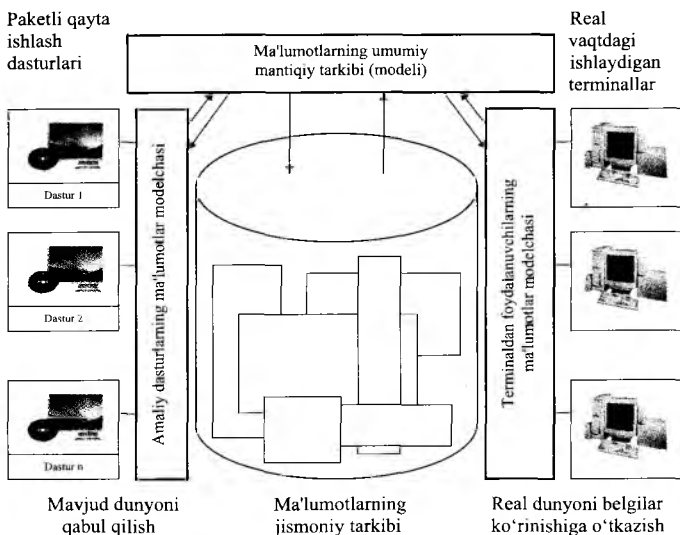 Paketli qayta
ishlash
dasturlari
Ma'lumotlarning umumiy
mantiqiy tarkibi (modeli)
Real
vaqtdagi
ishlaydigan
terminallar
Dastur 1
Dastur 2
Dastur n
Amaliy dasturlarning ma'lumotlar modelchasi
Terminaldan foydalanuvchilarning
ma'lumotlar modelchasi
Mavjud dunyoni
qabul qilish
Ma'lumotlarning
jismoniy tarkibi
Real dunyoni belgilar
ko‘rinishiga o‘tkazish